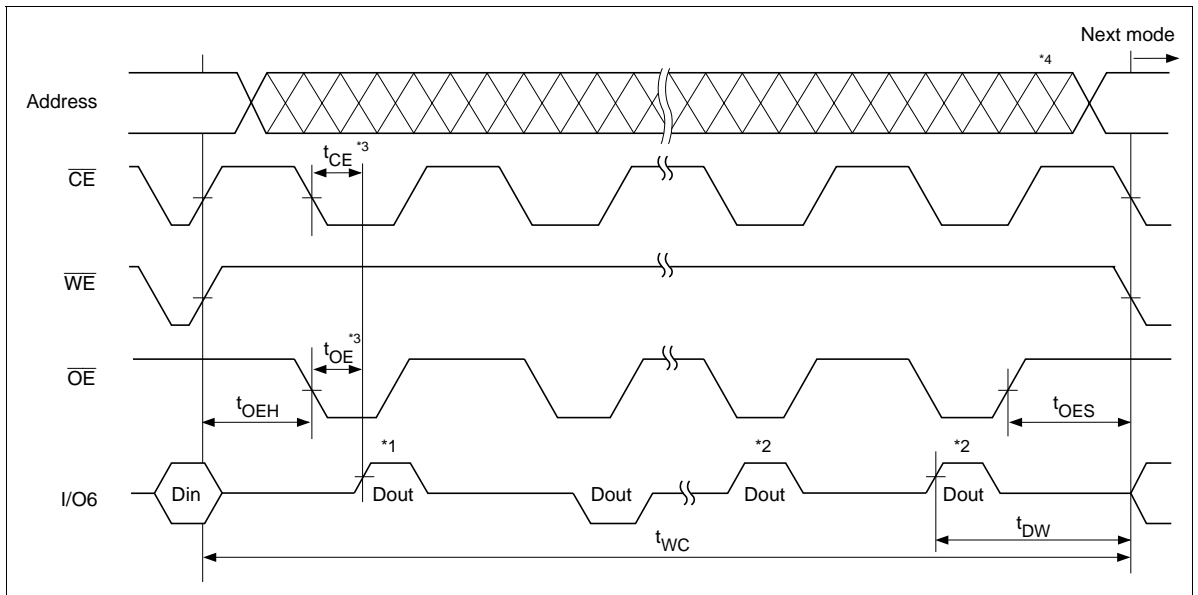 Next mode
*4
Address
tCE *3
CE
WE
tOE *3
OE
tOEH
tOES
*1
*2
*2
I/O6
Din
Dout
Dout
Dout
Dout
tDW
tWC